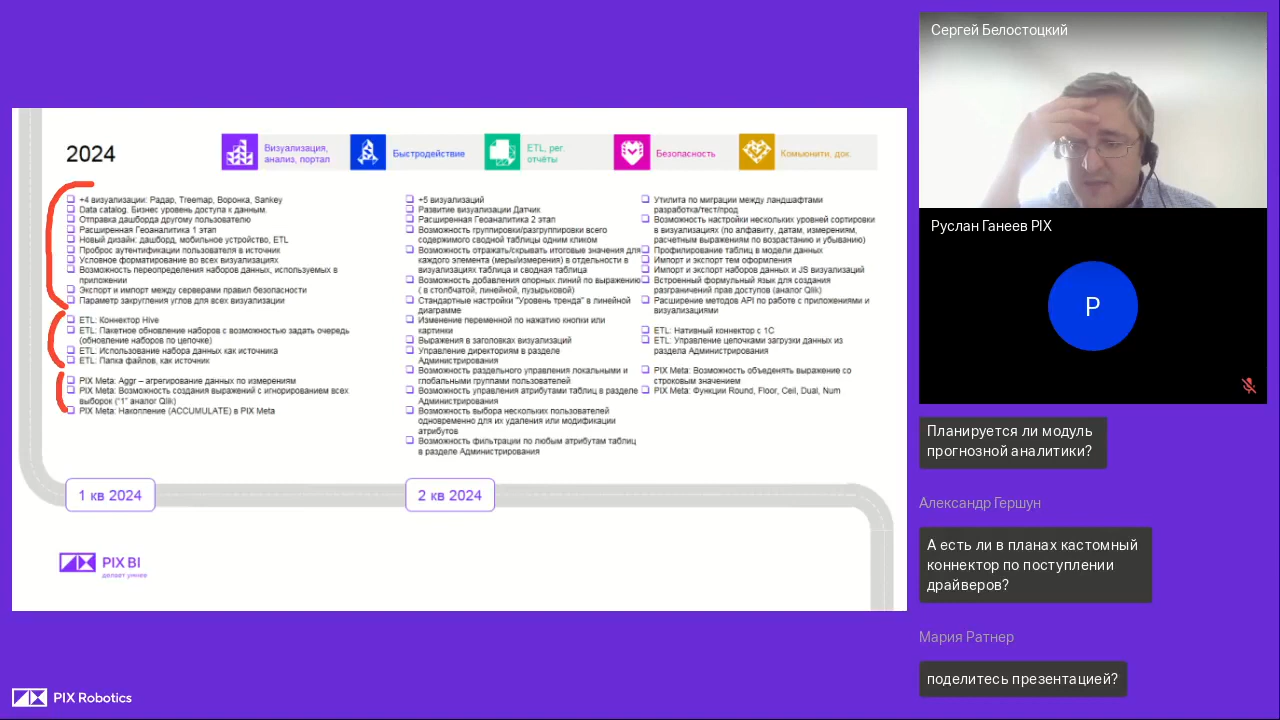 2024
Визуализация,
анализ, портал
Быстродействие
ETL, рег.
отчёты
Безопасность
Комьюнити, док.
+4 визуализации: Радар, Treemap, Воронка, Sankey
Data catalog. Бизнес уровень доступа к данным.
Отправка дашборда другому пользователю
Расширенная Геоаналитика 1 этап
Новый дизайн: дашборд, мобильное устройство, ETL
Проброс аутентификации пользователя в источник
Условное форматирование во всех визуализациях
Возможность переопределения наборов данных, используемых в
приложении
Экспорт и импорт между серверами правил безопасности
Параметр закругления углов для всех визуализации
ETL: Коннектор Hive
ETL: Пакетное обновление наборов с возможностью задать очередь
(обновление наборов по цепочке)
ETL: Использование набора данных как источника
ETL: Папка файлов, как источник
PIX Meta: Aggr – агрегирование данных по измерениям
PIX Meta: Возможность создания выражений с игнорированием всех
выборок ("1" аналог Qlik)
PIX Meta: Накопление (ACCUMULATE) в PIX Meta
+5 визуализаций
Развитие визуализации Датчик
Расширенная Геоаналитика 2 этап
Возможность группировки/разгруппировки всего
содержимого сводной таблицы одним кликом
Возможность отражать/скрывать итоговые значения для
каждого элемента (меры/измерения) в отдельности в
визуализациях таблица и сводная таблица
Возможность добавления опорных линий по выражению
( в столбчатой, линейной, пузырьковой)
Стандартные настройки "Уровень тренда" в линейной
диаграмме
Изменение переменной по нажатию кнопки или
картинки
Выражения в заголовках визуализаций
Управление директориям в разделе
Администрирования
Возможность раздельного управления локальными и
глобальными группами пользователей
Возможность управления атрибутами таблиц в разделе
Администрирования
Возможность выбора нескольких пользователей
одновременно для их удаления или модификации
атрибутов
Возможность фильтрации по любым атрибутам таблиц
в разделе Администрирования
Утилита по миграции между ландшафтами
разработка/тест/прод
Возможность настройки нескольких уровней сортировки
в визуализациях (по алфавиту, датам, измерениям,
расчетным выражениям по возрастанию и убыванию)
Профилирование таблиц в модели данных
Импорт и экспорт тем оформления
Импорт и экспорт наборов данных и JS визуализаций
Встроенный формульный язык для создания
разграничений прав доступов (аналог Qlik)
Расширение методов API по работе с приложениями и
визуализациями
ETL: Нативный коннектор с 1С
ETL: Управление цепочками загрузки данных из
раздела Администрирования
PIX Meta: Возможность объеденять выражение со
строковым значением
PIX Meta: Функции Round, Floor, Ceil, Dual, Num
1 кв 2024
2 кв 2024
PIX BI
делает умнее
PIX Robotics
Сергей Белостоцкий
Руслан Ганеев PIX
P
Планируется ли модуль
прогнозной аналитики?
Александр Гершун
А есть ли в планах кастомный
коннектор по поступлении
драйверов?
Мария Ратнер
поделитесь презентацией?